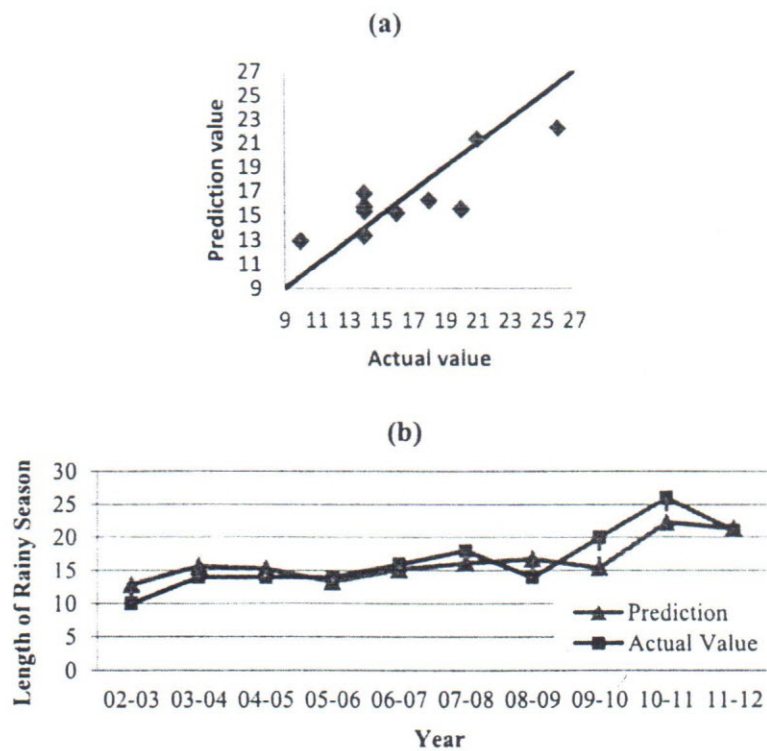 (a)
Prediction value
27
25
23
21
19
17
15
13
11
9
9 11 13 15 17 19 21 23 25 27
Actual value
(b)
Length of Rainy Season
30
25
20
15
10
5
0
Prediction
Actual Value
02-03 03-04 04-05 05-06 06-07 07-08 08-09 09-10 10-11 11-12
Year